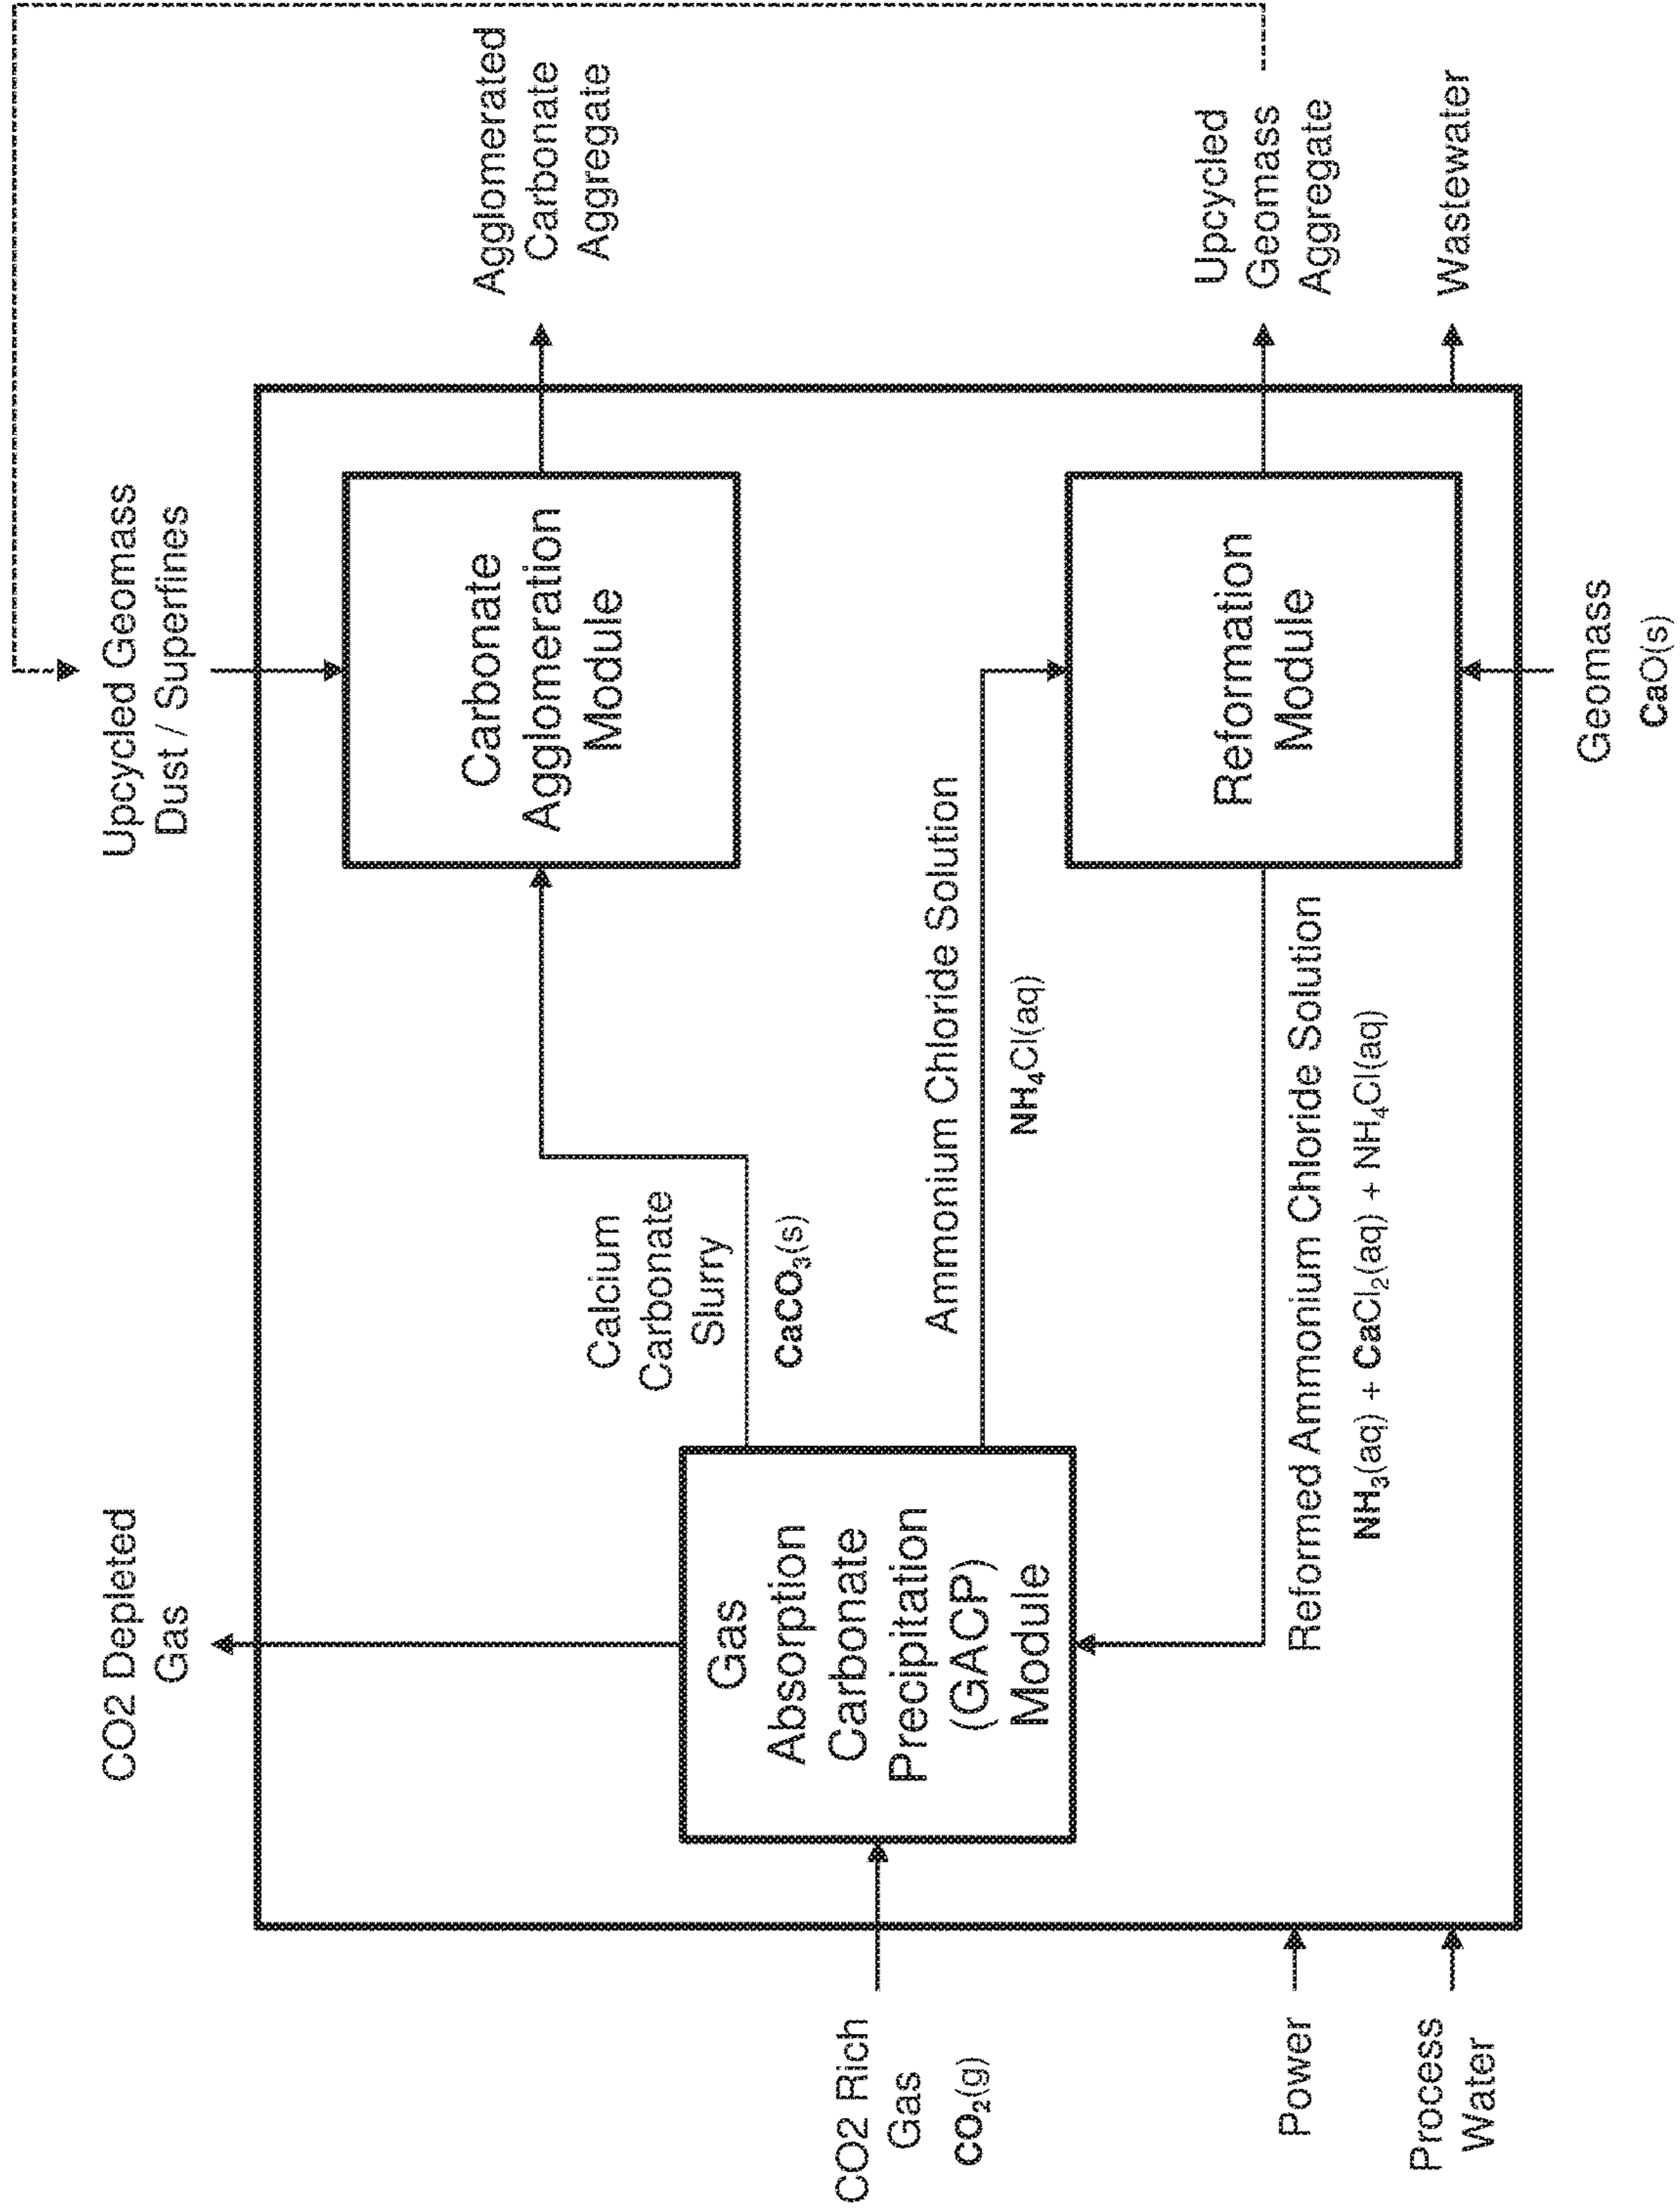 Upcycled Geomass
Dust / Superfines
CO2 Depleted
Gas
Carbonate
Agglomeration
Module
Agglomerated
Carbonate
Aggregate
Calcium
Carbonate
Slurry
CaCO₃(s)
Gas
Absorption
Carbonate
Precipitation
(GACP)
Module
CO2 Rich
Gas
CO₂(g)
Ammonium Chloride Solution
NH₄Cl(aq)
Reformation
Module
Upcycled
Geomass
Aggregate
Reformed Ammonium Chloride Solution
NH₃(aq) + CaCl₂(aq) + NH₄Cl(aq)
Power
Process
Water
Wastewater
Geomass
CaO(s)